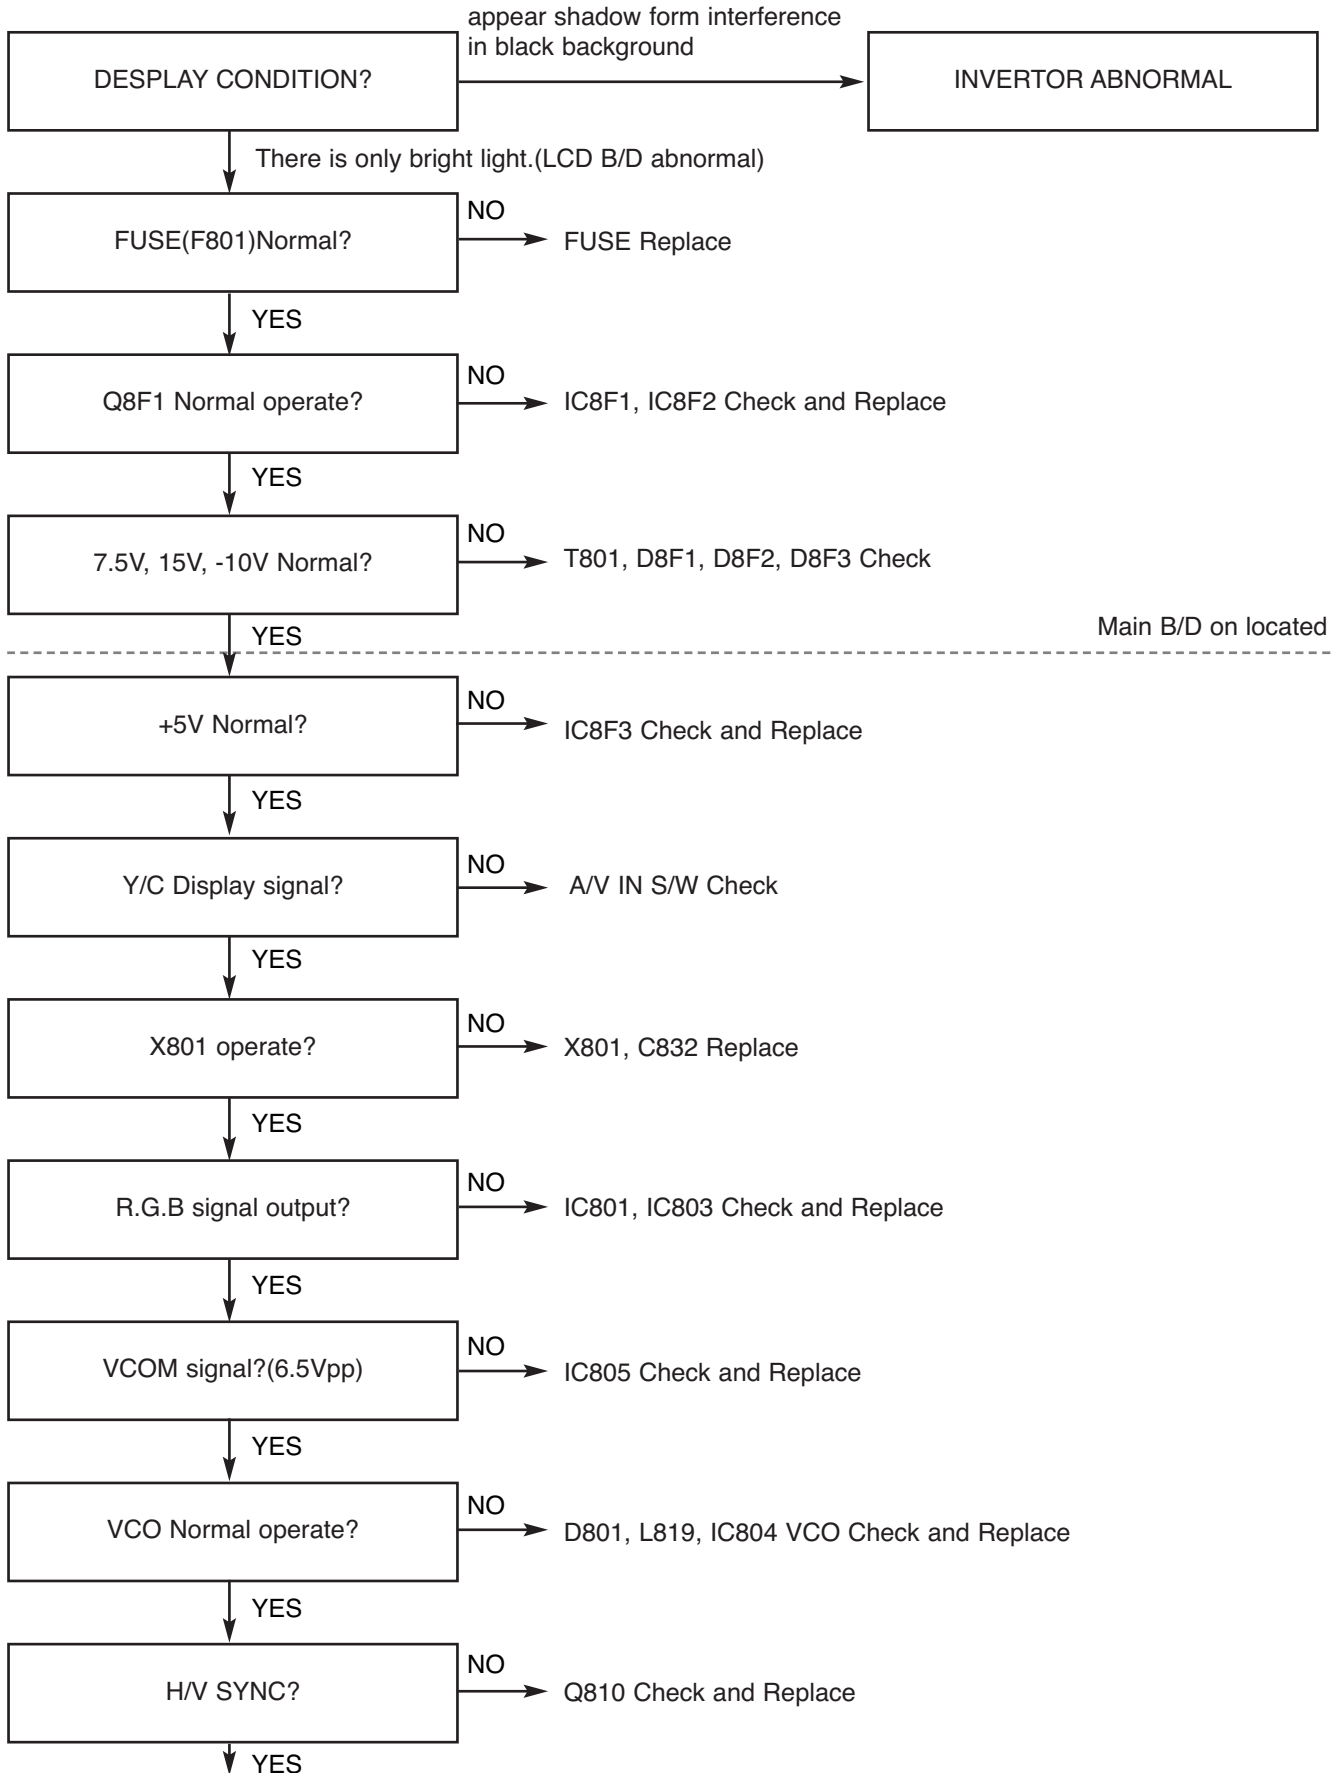 appear shadow form interference
in black background
DESPLAY CONDITION?
INVERTOR ABNORMAL
There is only bright light.(LCD B/D abnormal)
FUSE(F801)Normal?
NO
FUSE Replace
YES
Q8F1 Normal operate?
NO
IC8F1, IC8F2 Check and Replace
YES
7.5V, 15V, -10V Normal?
NO
T801, D8F1, D8F2, D8F3 Check
YES
Main B/D on located
+5V Normal?
NO
IC8F3 Check and Replace
YES
Y/C Display signal?
NO
A/V IN S/W Check
YES
X801 operate?
NO
X801, C832 Replace
YES
R.G.B signal output?
NO
IC801, IC803 Check and Replace
YES
VCOM signal?(6.5Vpp)
NO
IC805 Check and Replace
YES
VCO Normal operate?
NO
D801, L819, IC804 VCO Check and Replace
YES
H/V SYNC?
NO
Q810 Check and Replace
YES